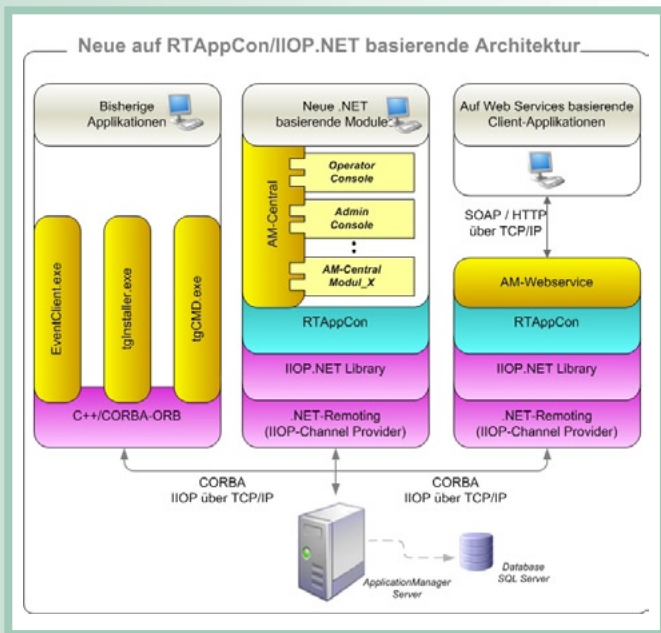 Neue auf RTAppCon/IIOP.NET basierende Architektur
Bisherige
Applikationen
EventClient.exe
tgInstaller.exe
tgCMD.exe
C++/CORBA-ORB
Neue .NET
basierende Module
AM-Central
Operator
Console
Admin
Console
AM-Central
Modul_X
RTAppCon
IIOP.NET Library
.NET-Remoting
(IIOP-Channel Provider)
Auf Web Services basierende
Client-Applikationen
SOAP / HTTP
über TCP/IP
AM-Webservice
RTAppCon
IIOP.NET Library
.NET-Remoting
(IIOP-Channel Provider)
CORBA
IIOP über TCP/IP
CORBA
IIOP über TCP/IP
ApplicationManager
Server
Database
SQL Server